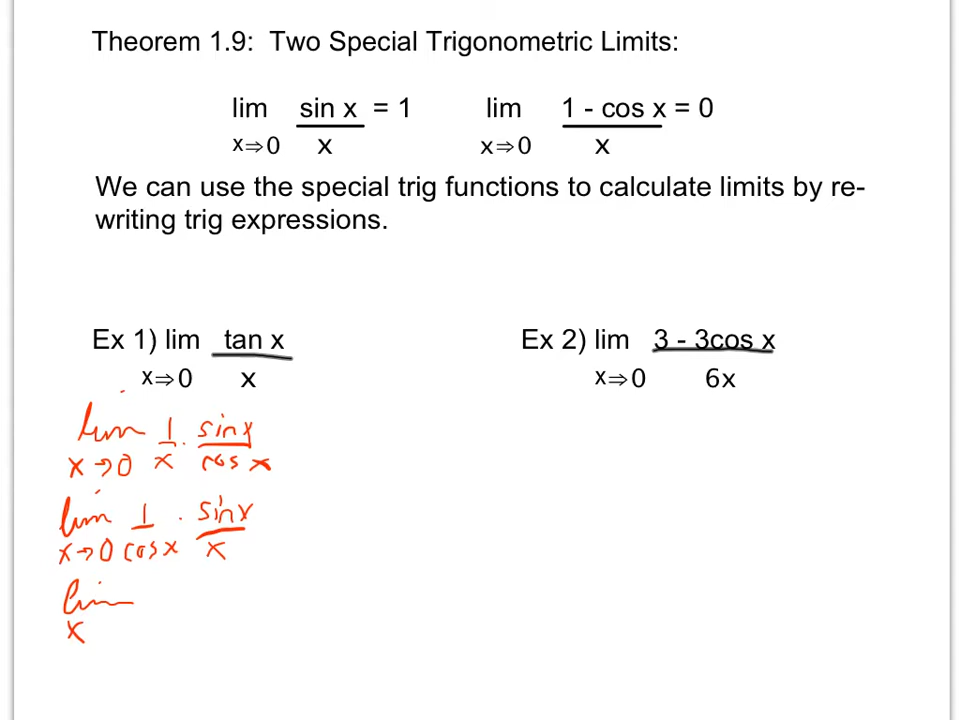 Theorem 1.9: Two Special Trigonometric Limits:
lim sin x = 1 lim 1 - cos x = 0
x⇒0 x x⇒0 x
We can use the special trig functions to calculate limits by re-
writing trig expressions.
Ex 1) lim tan x Ex 2) lim 3 - 3cos x
x⇒0 x x⇒0 6x
lim 1 · sin x
x→0 x cos x
lim 1 · sin x
x→0 cos x x
lim
x